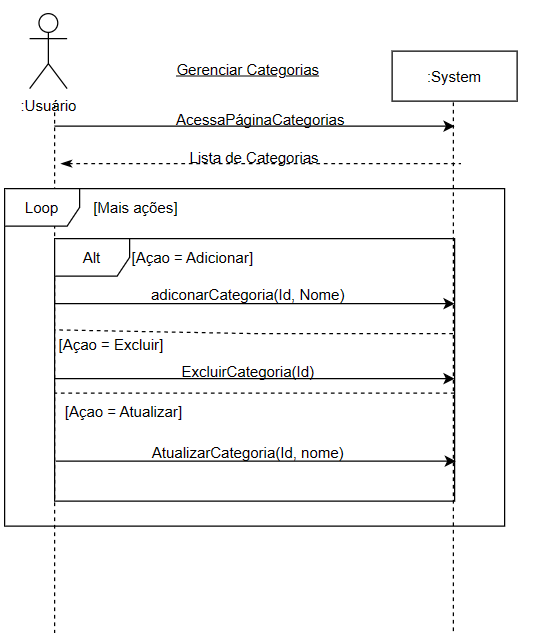 Gerenciar Categorias
:System
:Usuário
AcessaPáginaCategorias
Lista de Categorias
Loop
[Mais ações]
Alt
[Açao = Adicionar]
adiconarCategoria(Id, Nome)
[Açao = Excluir]
ExcluirCategoria(Id)
[Açao = Atualizar]
AtualizarCategoria(Id, nome)